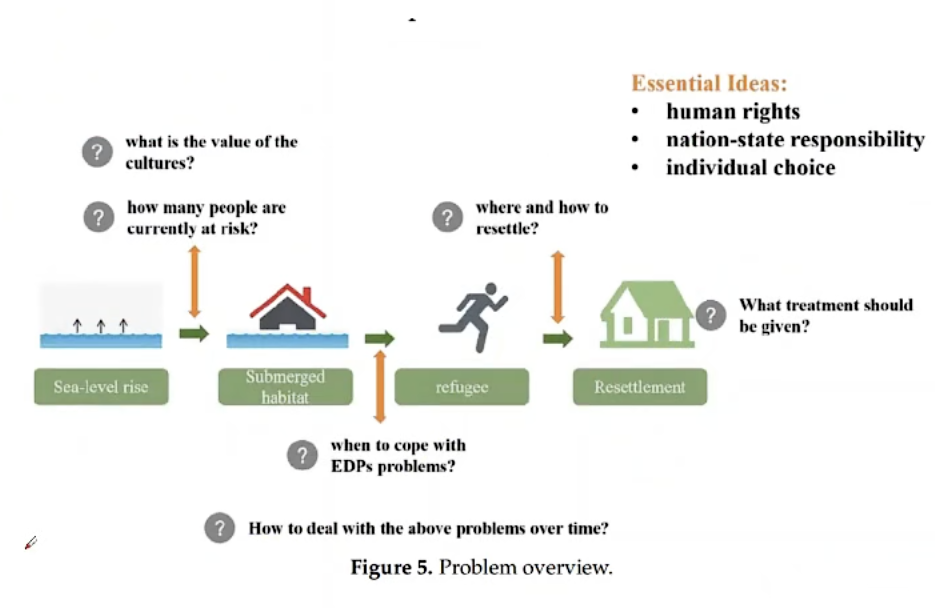 Essential Ideas:
• human rights
• nation-state responsibility
• individual choice
? what is the value of the
cultures?
? how many people are
currently at risk?
? where and how to
resettle?
? What treatment should
be given?
Sea-level rise
Submerged
habitat
refugee
Resettlement
? when to cope with
EDPs problems?
? How to deal with the above problems over time?
Figure 5. Problem overview.